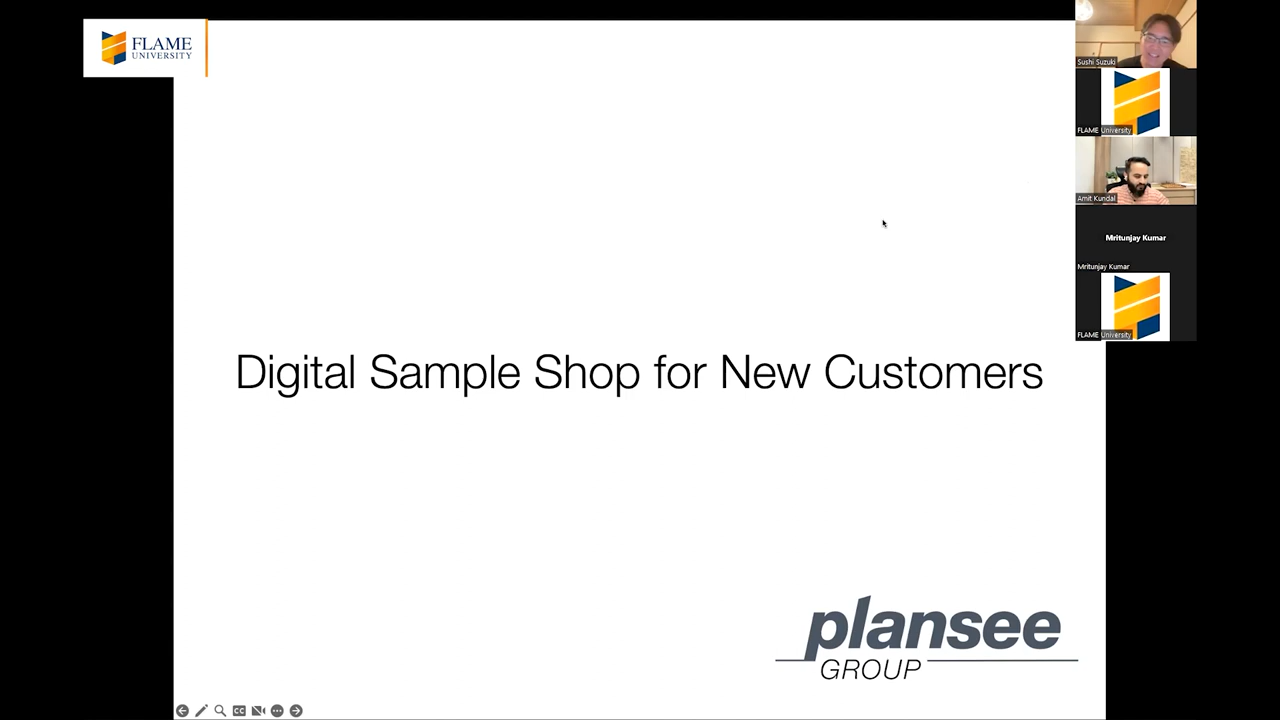 FLAME
UNIVERSITY
Sushi Suzuki
FLAME University
Amit Kundal
Mritunjay Kumar
Mritunjay Kumar
FLAME University
Digital Sample Shop for New Customers
plansee
GROUP
CC